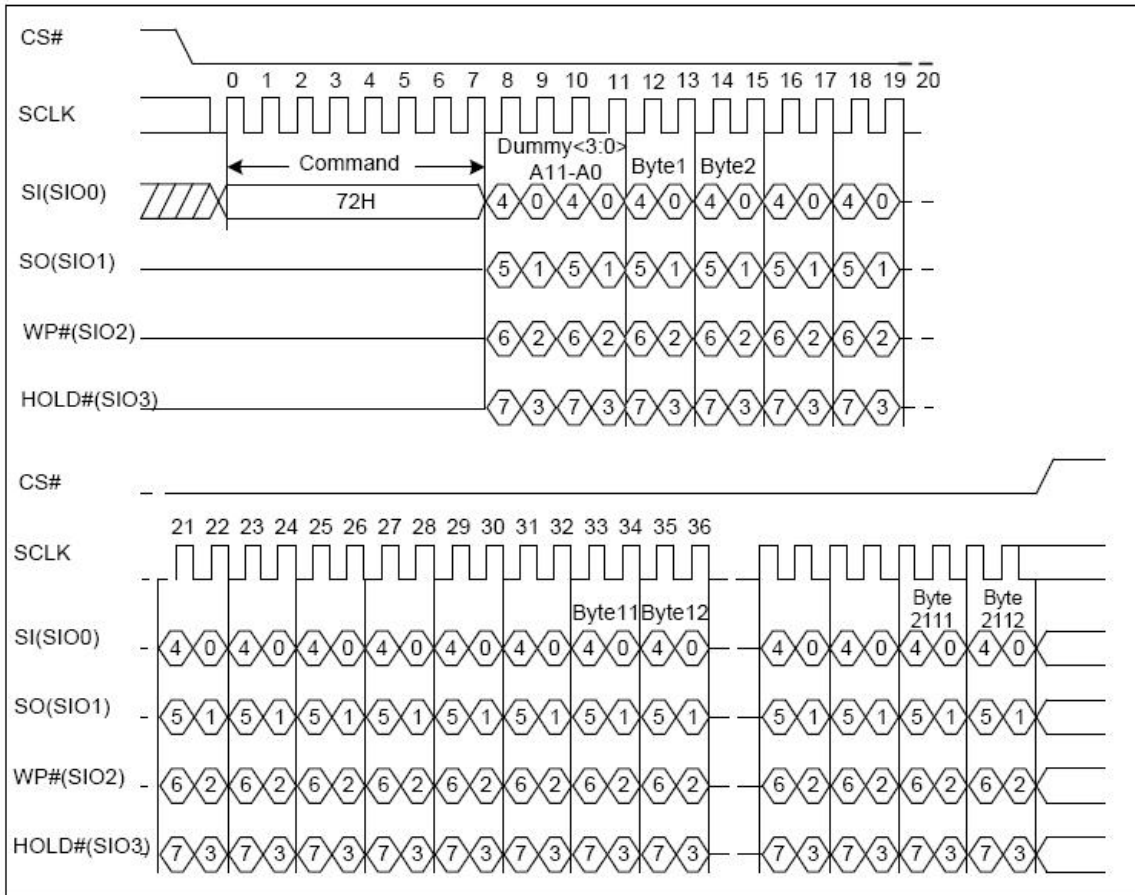 CS#
0 1 2 3 4 5 6 7 8 9 10 11 12 13 14 15 16 17 18 19 20
SCLK
Command
Dummy<3:0>
A11-A0
Byte1 Byte2
SI(SIO0)
72H
4 0 4 0 4 0 4 0 4 0 4 0
SO(SIO1)
5 1 5 1 5 1 5 1 5 1 5 1
WP#(SIO2)
6 2 6 2 6 2 6 2 6 2 6 2
HOLD#(SIO3)
7 3 7 3 7 3 7 3 7 3 7 3
CS#
21 22 23 24 25 26 27 28 29 30 31 32 33 34 35 36
SCLK
Byte11 Byte12
Byte 2111
Byte 2112
SI(SIO0)
4 0 4 0 4 0 4 0 4 0 4 0 4 0 4 0 4 0 4 0 4 0 4 0
SO(SIO1)
5 1 5 1 5 1 5 1 5 1 5 1 5 1 5 1 5 1 5 1 5 1 5 1
WP#(SIO2)
6 2 6 2 6 2 6 2 6 2 6 2 6 2 6 2 6 2 6 2 6 2 6 2
HOLD#(SIO3)
7 3 7 3 7 3 7 3 7 3 7 3 7 3 7 3 7 3 7 3 7 3 7 3